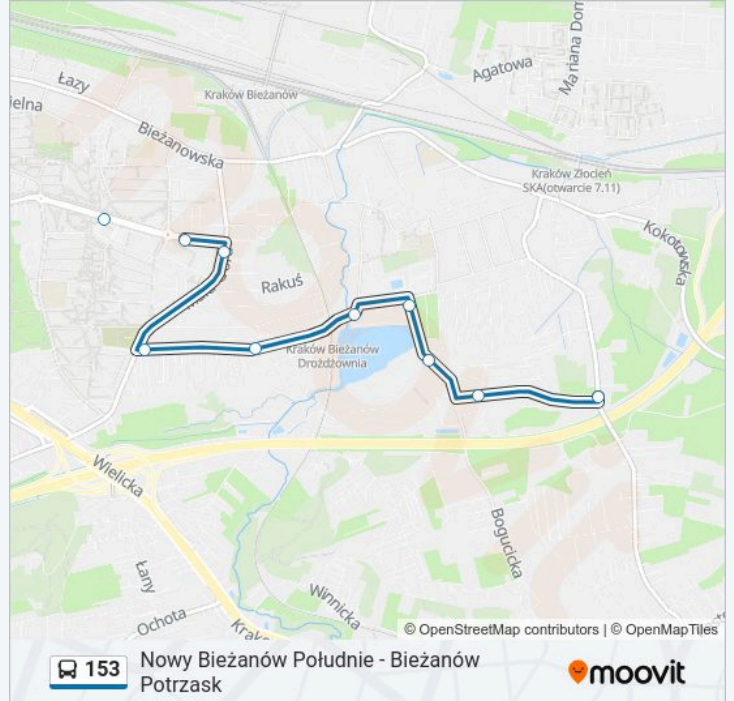 Agatowa
Mariana Dom
Łazy
Kraków Bieżanów
ielna
Bieżanowska
Kraków Złocień
SKA(otwarcie 7.11)
Kokotowska
Rakuś
Kraków Bieżanów
Drożdżownia
Wielicka
Bogucicka
Łany
Winnicka
Ochota
Krako
© OpenStreetMap contributors | © OpenMapTiles
153
Nowy Bieżanów Południe - Bieżanów
Potrzask
moovit